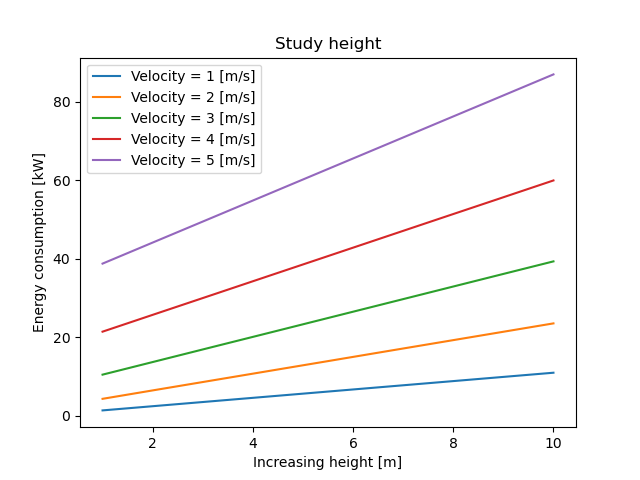 Study height
Velocity = 1 [m/s]
Velocity = 2 [m/s]
Velocity = 3 [m/s]
Velocity = 4 [m/s]
Velocity = 5 [m/s]
Energy consumption [kW]
80
60
40
20
0
2 4 6 8 10
Increasing height [m]